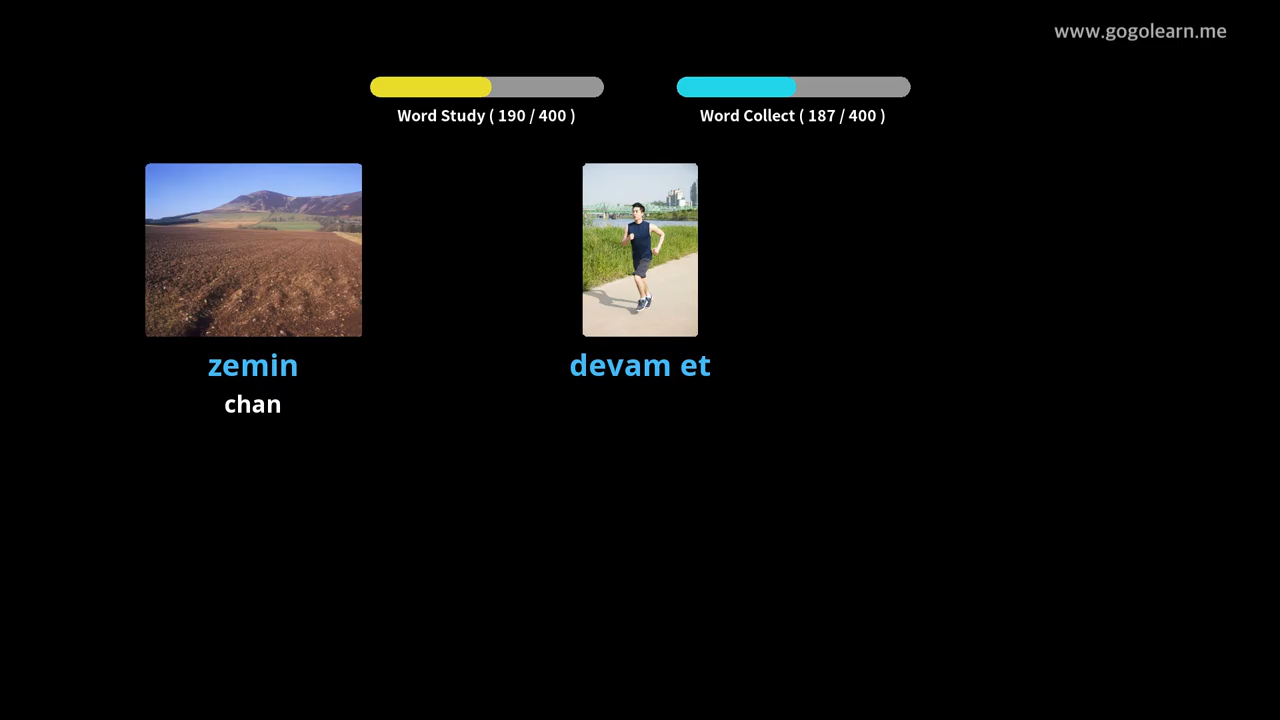 www.gogolearn.me
Word Study ( 190 / 400 )
Word Collect ( 187 / 400 )
zemin
devam et
chan